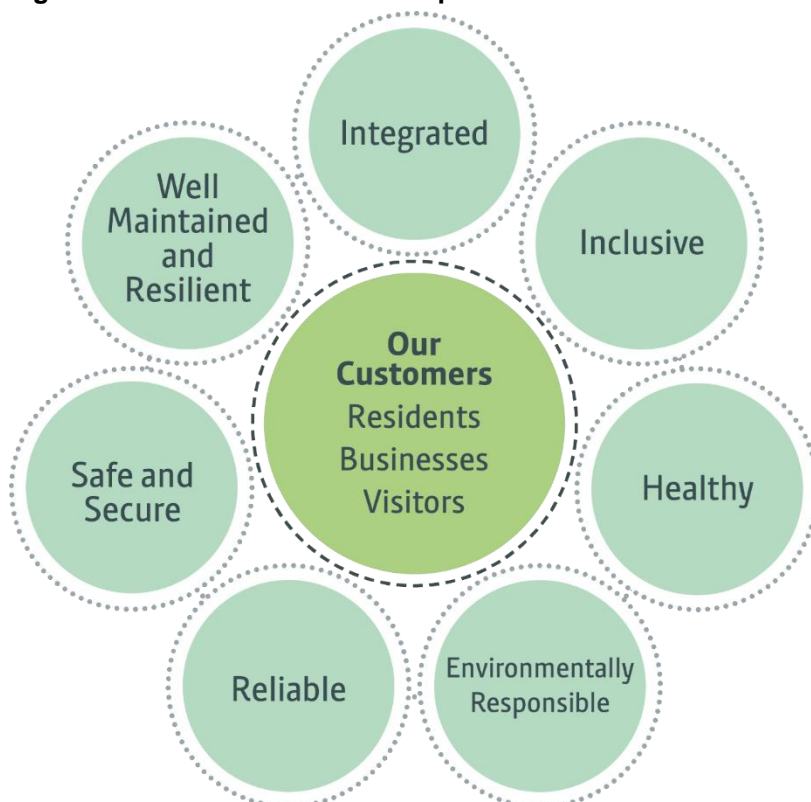 Integrated
Well
Maintained
and
Resilient
Inclusive
Our
Customers
Residents
Businesses
Visitors
Safe and
Secure
Healthy
Reliable
Environmentally
Responsible